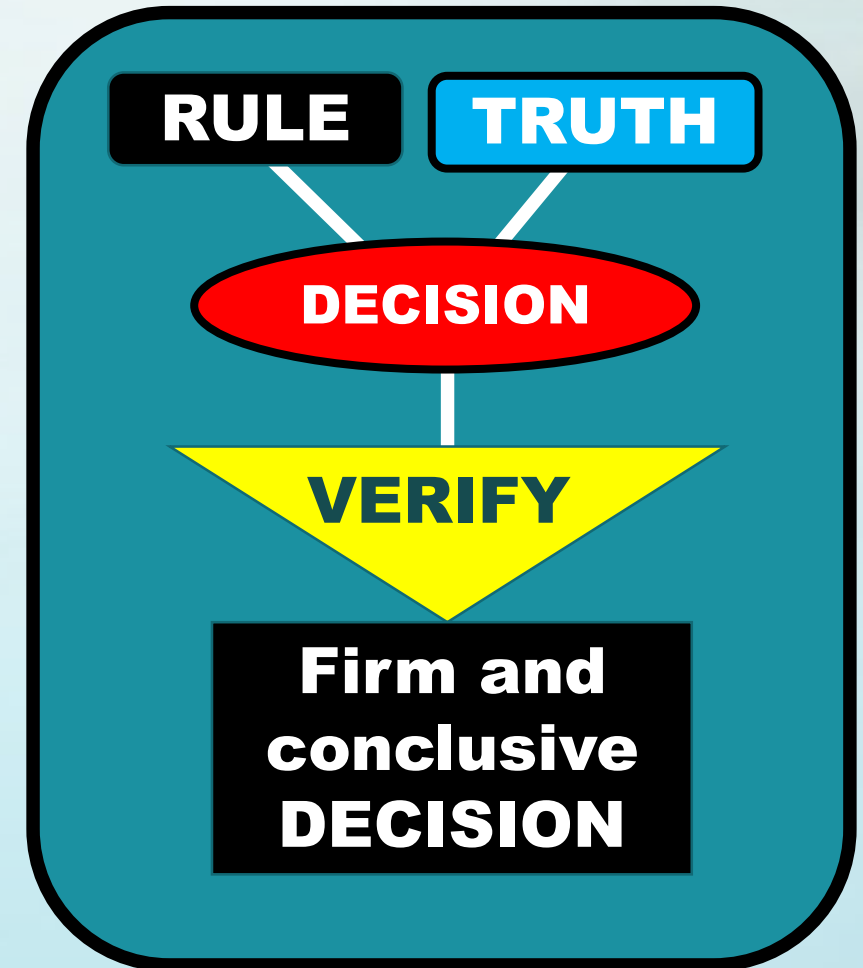 RULE
TRUTH
DECISION
VERIFY
Firm and
conclusive
DECISION